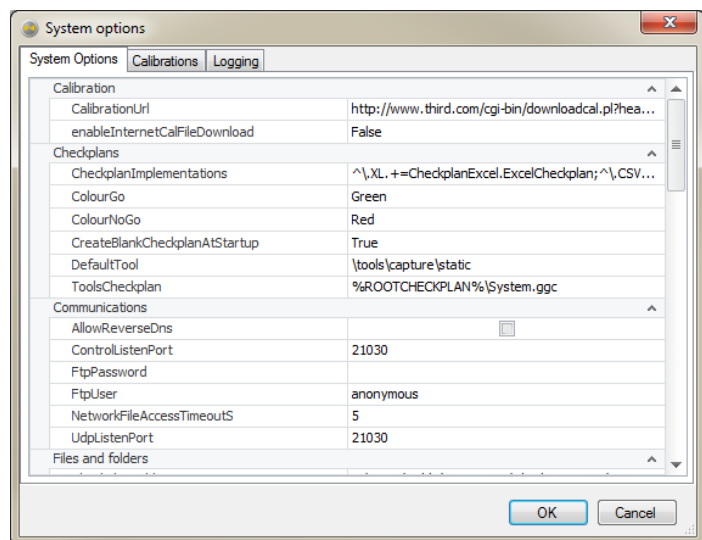 System options
System Options Calibrations Logging
Calibration
CalibrationUrl http://www.third.com/cgi-bin/downloadcal.pl?hea...
enableInternetCalFileDownload False
Checkplans
CheckplanImplementations ^\.XL.+=CheckplanExcel.ExcelCheckplan;^\.CSV...
ColourGo Green
ColourNoGo Red
CreateBlankCheckplanAtStartup True
DefaultTool \tools\capture\static
ToolsCheckplan %ROOTCHECKPLAN%\System.ggc
Communications
AllowReverseDns
ControlListenPort 21030
FtpPassword
FtpUser anonymous
NetworkFileAccessTimeoutS 5
UdpListenPort 21030
Files and folders
OK Cancel